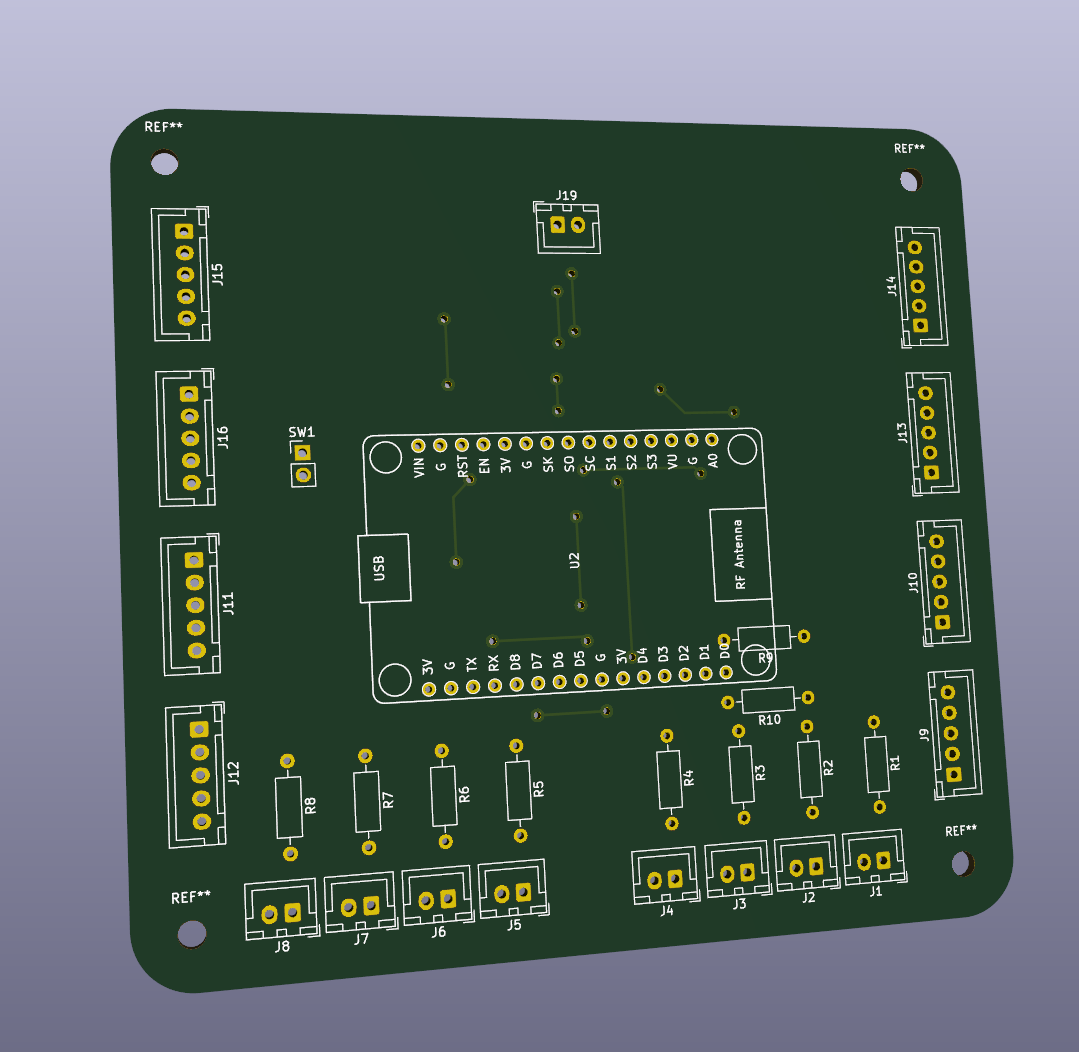 REF**
REF**
J19
J15
J14
J16
SW1
J13
VIN
G
RST
EN
3V
G
SK
SO
SC
S1
S2
S3
VU
G
A0
USB
U2
RF Antenna
J11
J10
3V
G
TX
RX
D8
D7
D6
D5
G
3V
D4
D3
D2
D1
D0
R9
R10
J12
J9
R8
R7
R6
R5
R4
R3
R2
R1
REF**
REF**
J8
J7
J6
J5
J4
J3
J2
J1